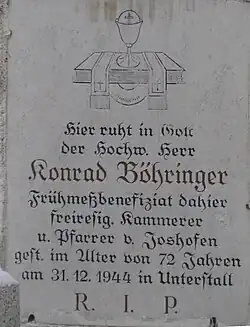 Hier ruht in Gott
der Hochw. Herr
Konrad Böhringer
Frühmeßbenefiziat dahier
freiresig. Kammerer
u. Pfarrer v. Joshofen
gest. im Alter von 72 Jahren
am 31. 12. 1944 in Unterstall
R. I. P.